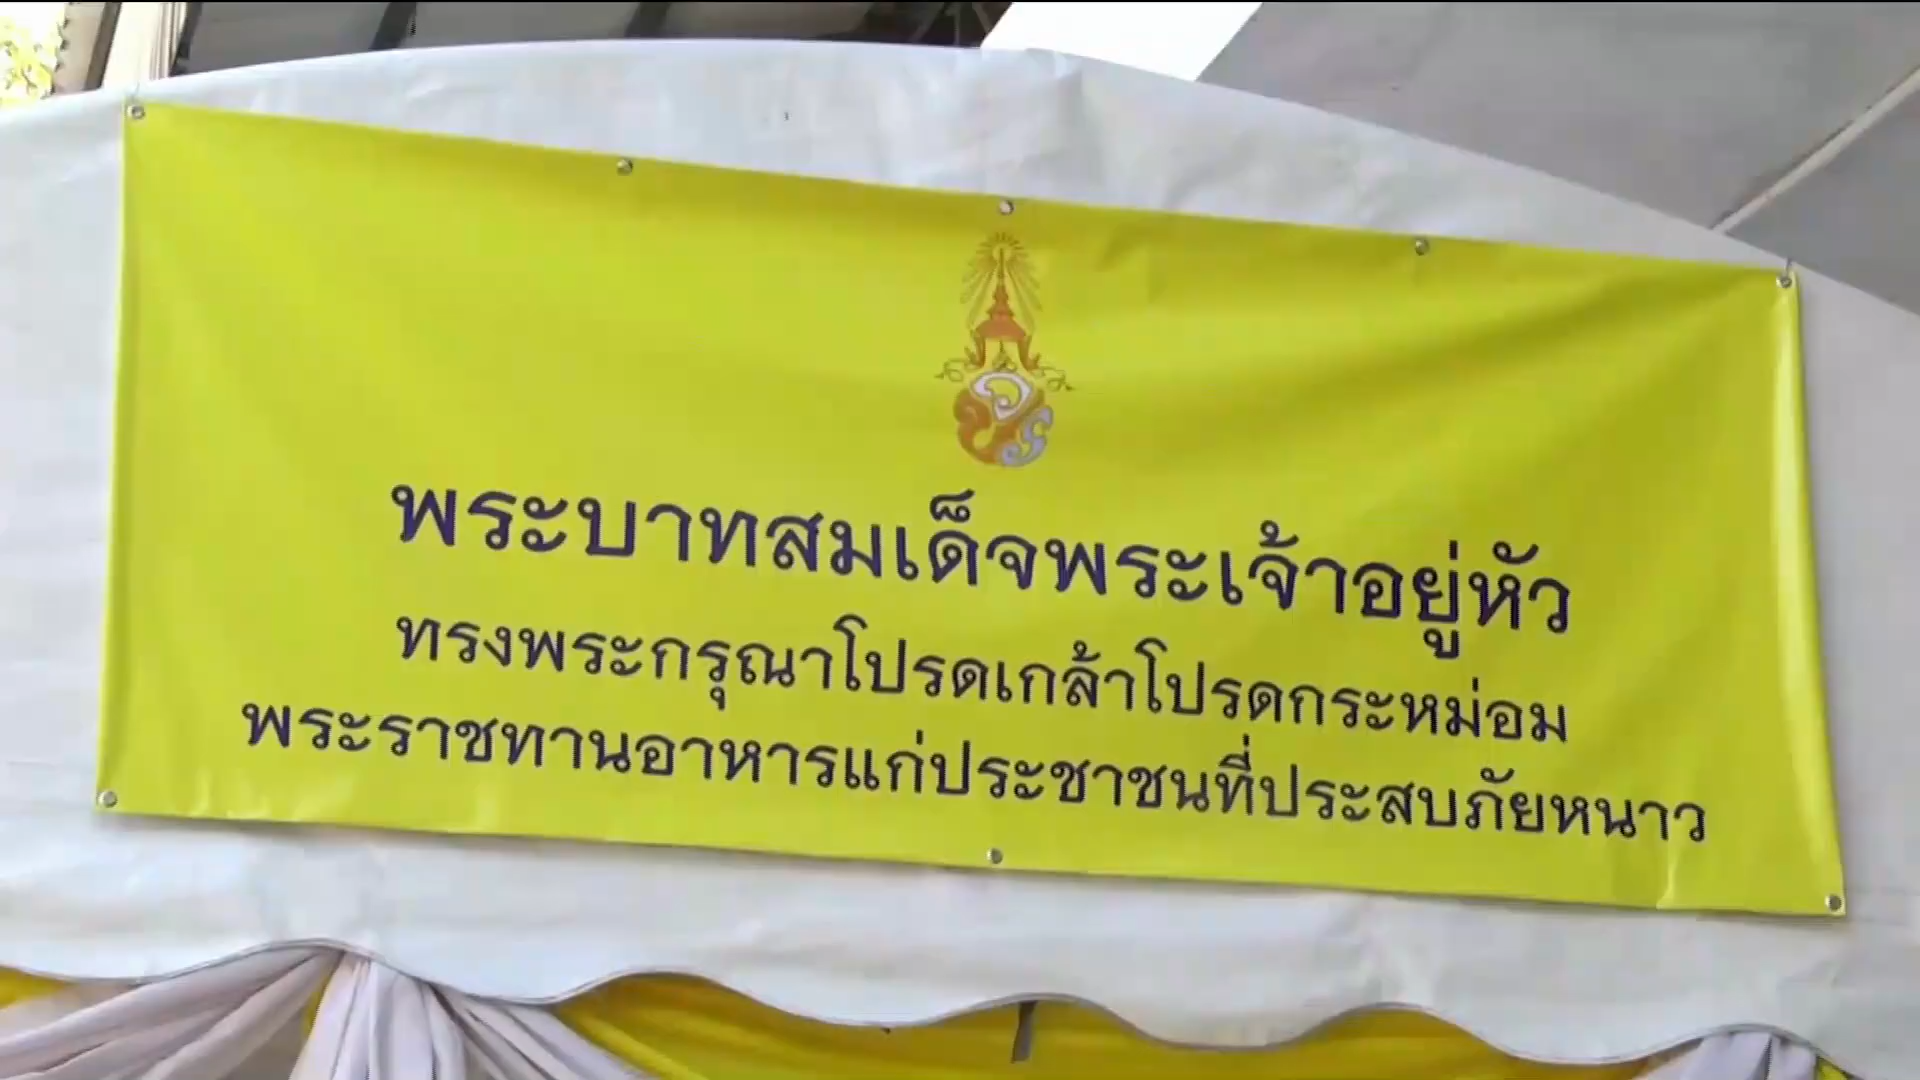 พระบาทสมเด็จพระเจ้าอยู่หัว
ทรงพระกรุณาโปรดเกล้าโปรดกระหม่อม
พระราชทานอาหารแก่ประชาชนที่ประสบภัยหนาว